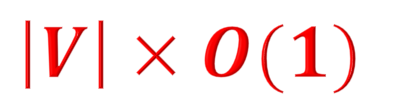 |V| × O(1)